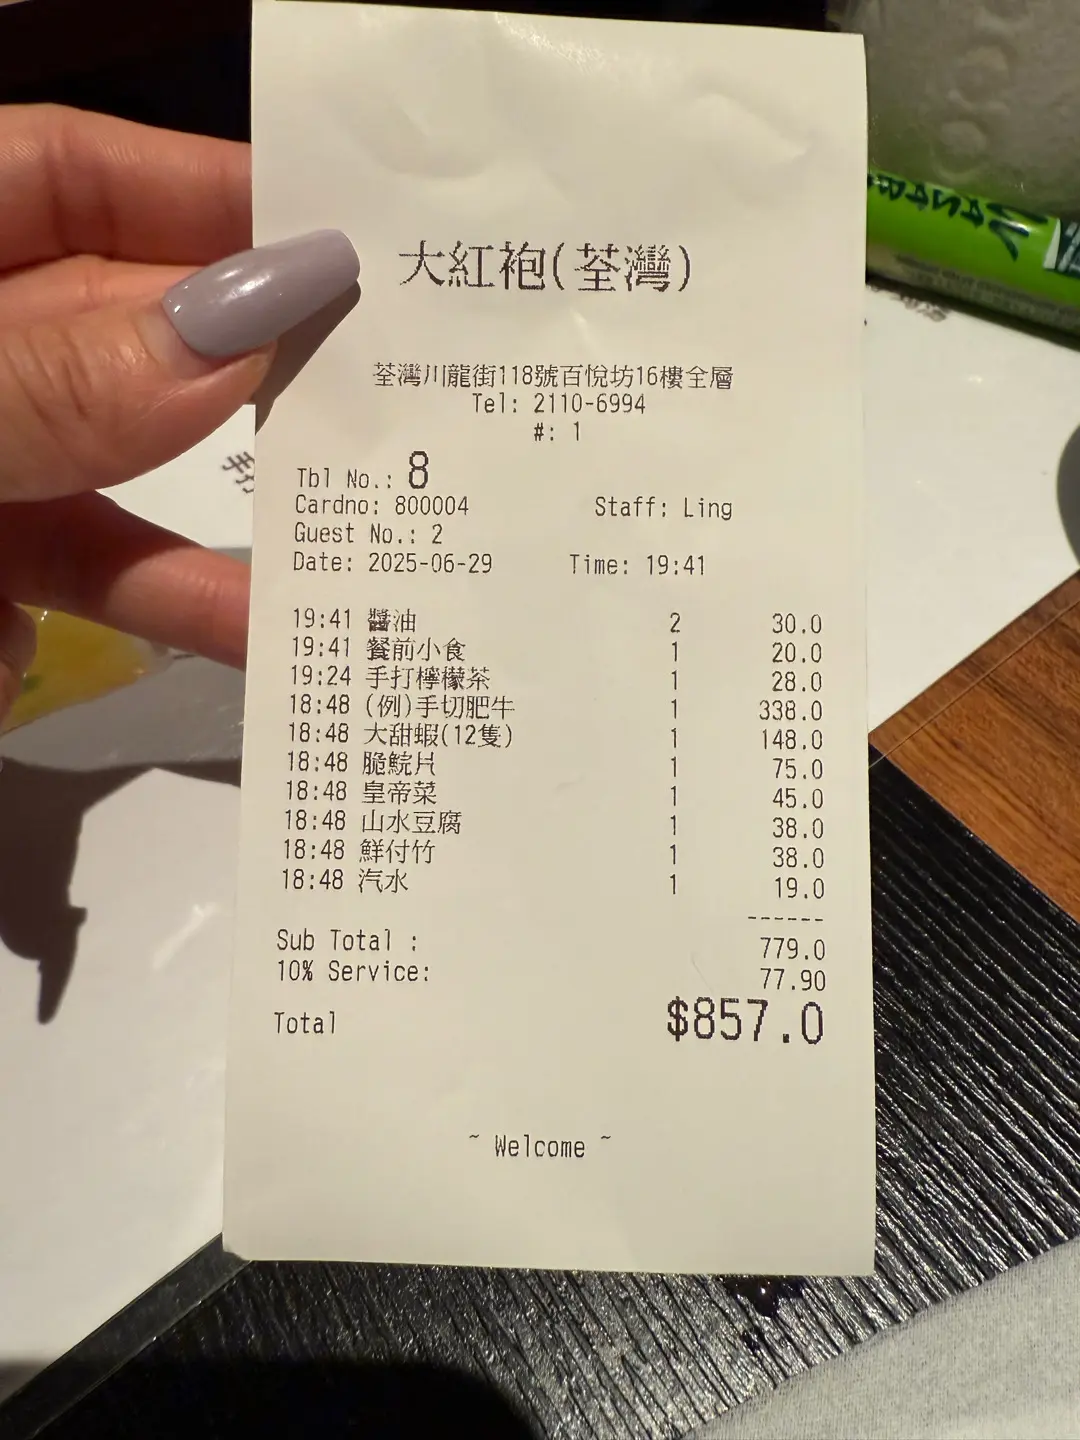 大紅袍(荃灣)
荃灣川龍街118號百悅坊16樓全層
Tel: 2110-6994
#: 1
Tbl No.: 8
Cardno: 800004 Staff: Ling
Guest No.: 2
Date: 2025-06-29 Time: 19:41
19:41 醬油 2 30.0
19:41 餐前小食 1 20.0
19:24 手打檸檬茶 1 28.0
18:48 (例)手切肥牛 1 338.0
18:48 大甜蝦(12隻) 1 148.0
18:48 脆鯇片 1 75.0
18:48 皇帝菜 1 45.0
18:48 山水豆腐 1 38.0
18:48 鮮付竹 1 38.0
18:48 汽水 1 19.0
------
Sub Total : 779.0
10% Service: 77.90
Total $857.0
~ Welcome ~
WASAB
手打